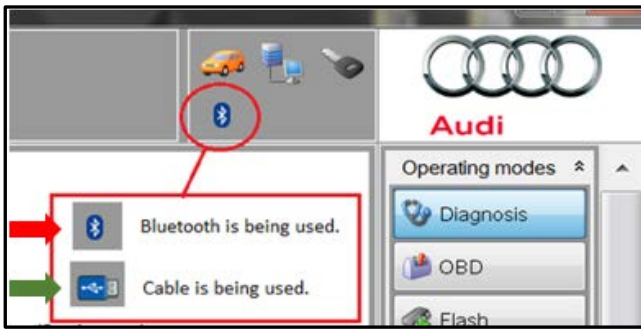 Audi
Operating modes
Diagnosis
OBD
Flash
Bluetooth is being used.
Cable is being used.